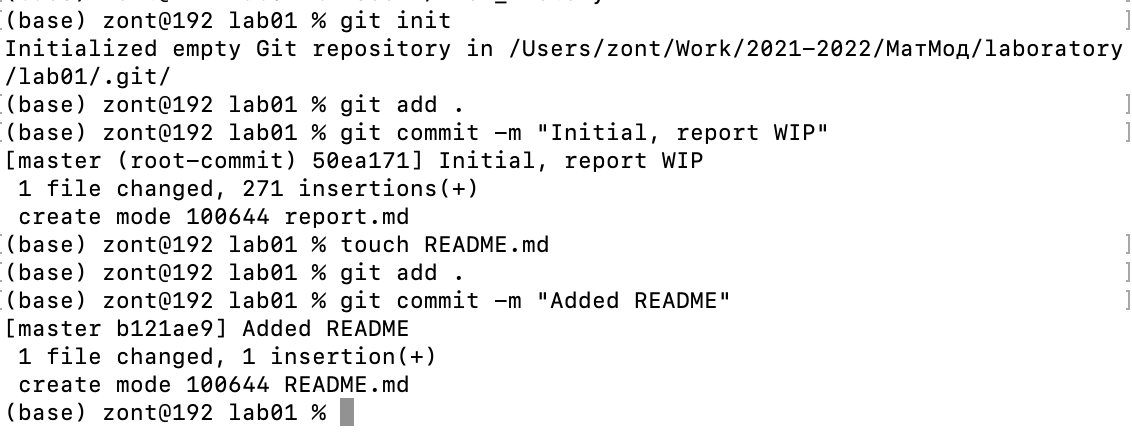 (base) zont@192 lab01 % git init
Initialized empty Git repository in /Users/zont/Work/2021-2022/МатМод/laboratory
/lab01/.git/
(base) zont@192 lab01 % git add .
(base) zont@192 lab01 % git commit -m "Initial, report WIP"
[master (root-commit) 50ea171] Initial, report WIP
 1 file changed, 271 insertions(+)
 create mode 100644 report.md
(base) zont@192 lab01 % touch README.md
(base) zont@192 lab01 % git add .
(base) zont@192 lab01 % git commit -m "Added README"
[master b121ae9] Added README
 1 file changed, 1 insertion(+)
 create mode 100644 README.md
(base) zont@192 lab01 %